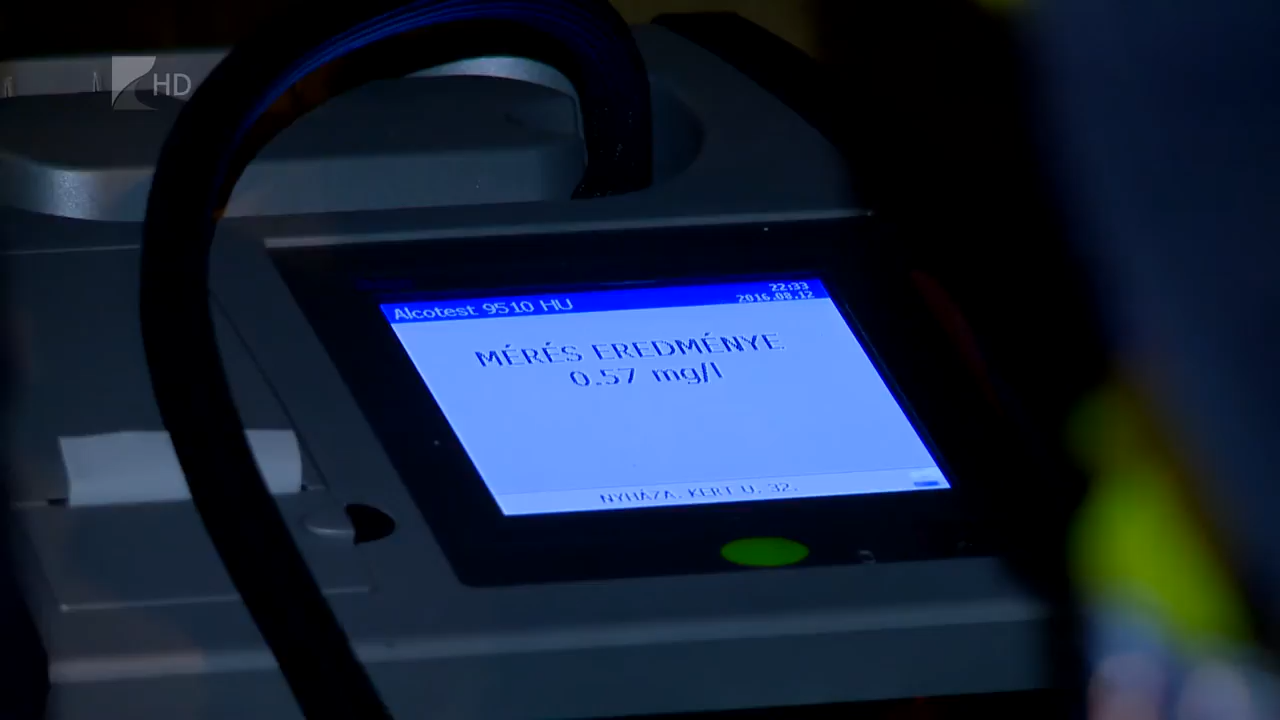 HD
Alcotest 9510 HU
22:33
2016.08.12
MÉRÉS EREDMÉNYE
0.57 mg/l
NYHÁZA. KERT U. 32.